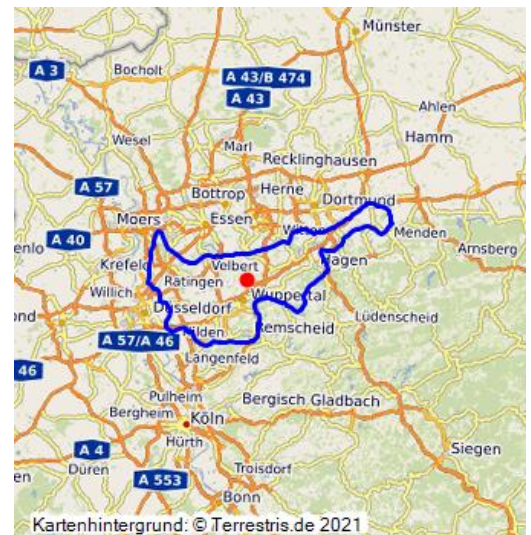 Münster
A 3
Bocholt
A 43/B 474
A 43
Ahlen
Wesel
Marl
Hamm
Recklinghausen
A 57
Bottrop
Herne
Dortmund
Moers
Essen
Witten
Menden
A 40
Velbert
Hagen
Arnsberg
Krefeld
Ratingen
Willich
Wuppertal
Düsseldorf
Lüdenscheid
A 57/A 46
Hilden
Remscheid
Langenfeld
46
Pulheim
Bergisch Gladbach
Bergheim
Köln
Hürth
A 4
Siegen
Düren
Troisdorf
A 553
Bonn
Kartenhintergrund: © Terrestris.de 2021